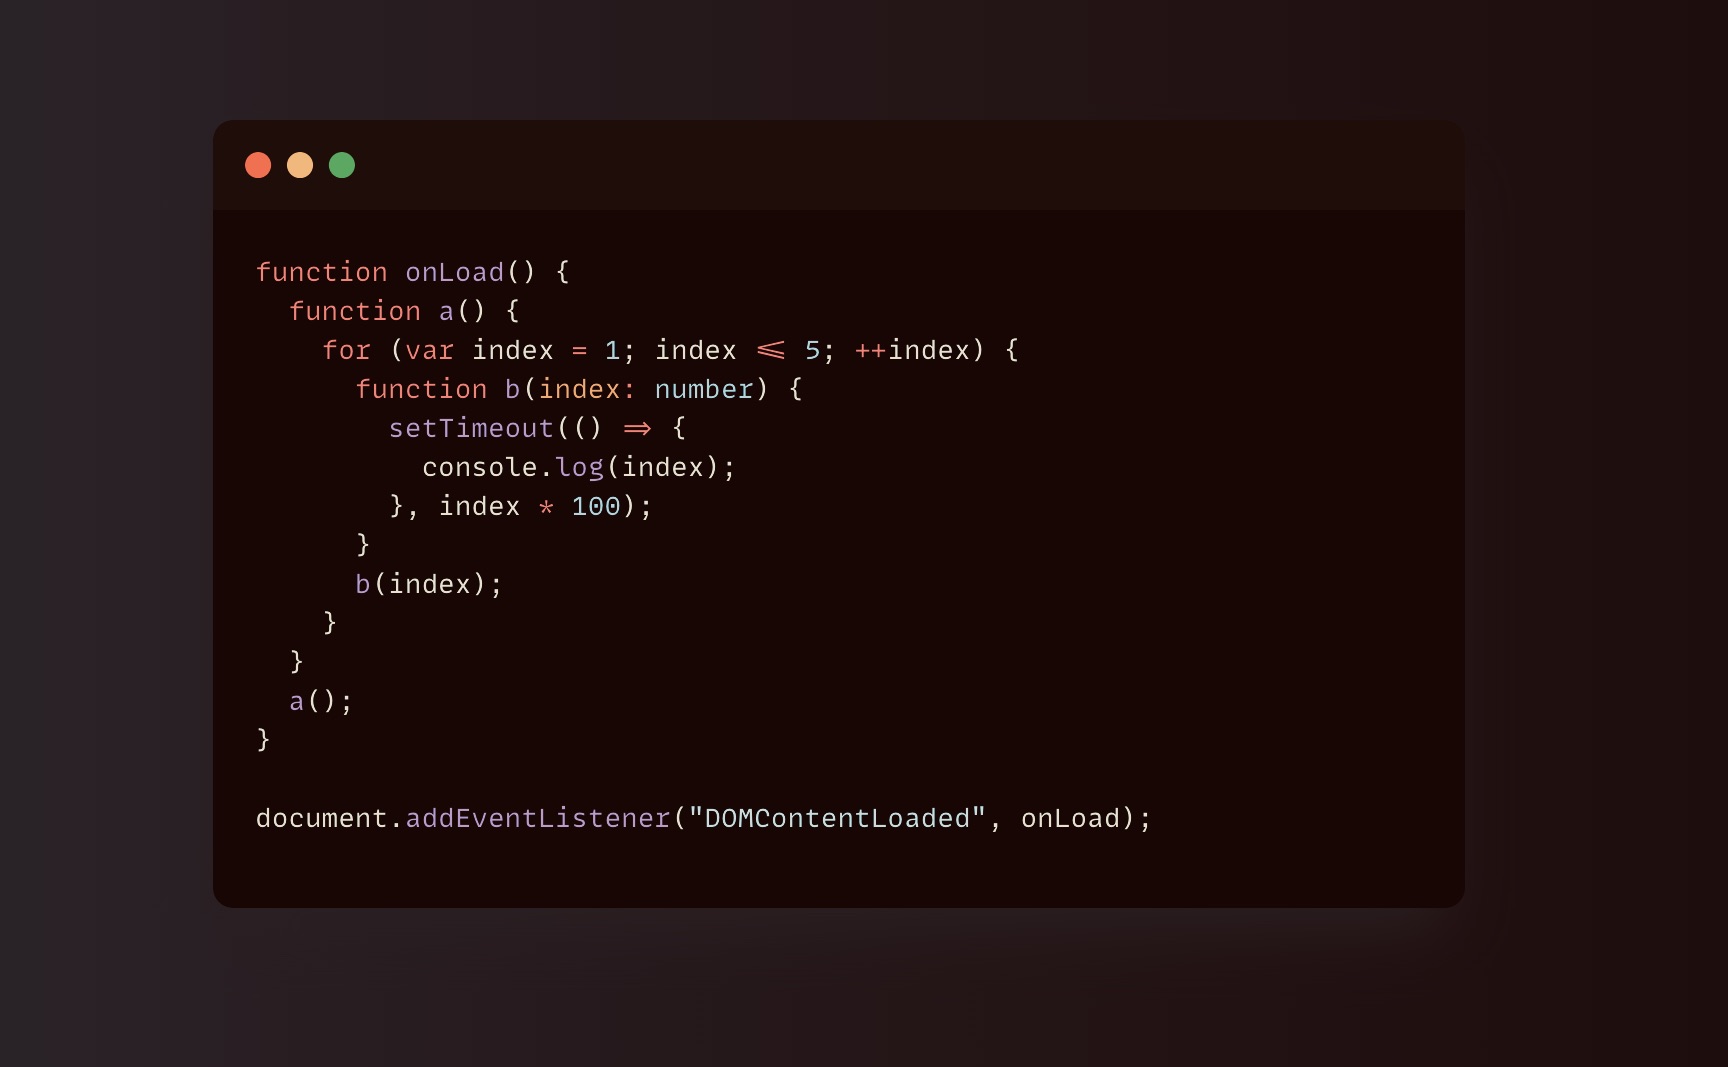 function onLoad() {
  function a() {
    for (var index = 1; index <= 5; ++index) {
      function b(index: number) {
        setTimeout(() => {
          console.log(index);
        }, index * 100);
      }
      b(index);
    }
  }
  a();
}

document.addEventListener("DOMContentLoaded", onLoad);